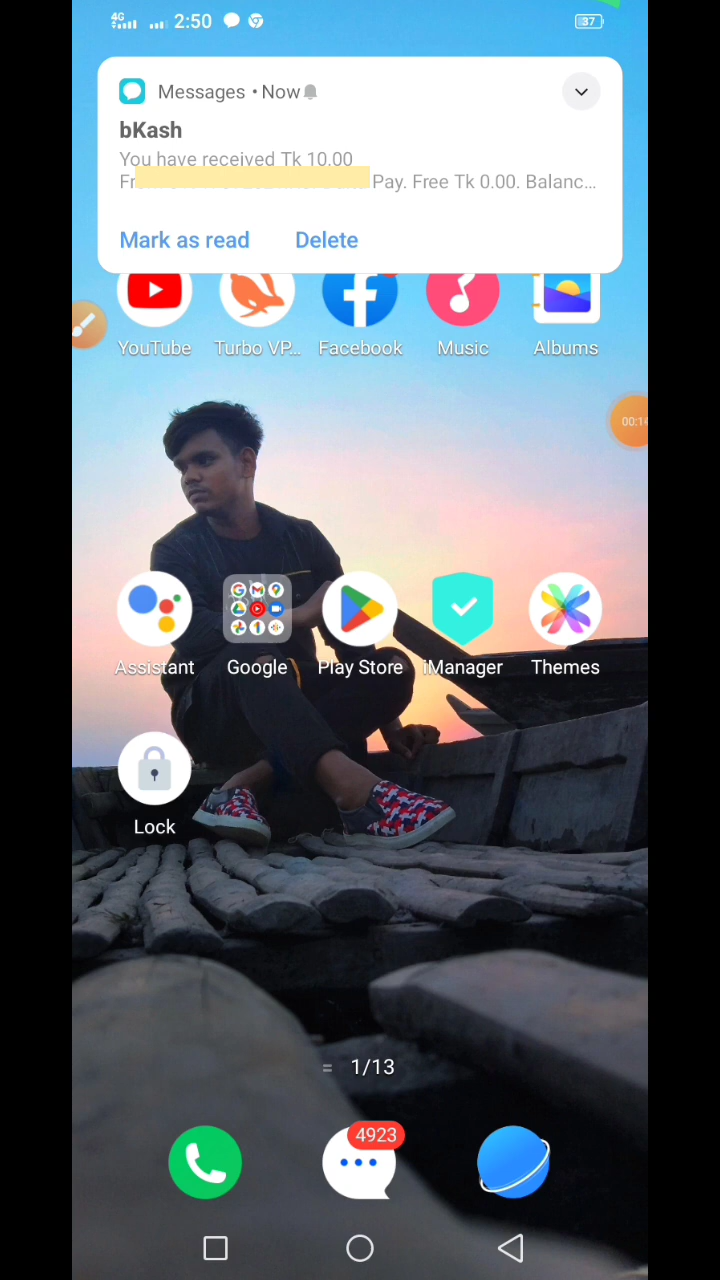 4G 2:50 37
Messages • Now
bKash
You have received Tk 10.00
Pay. Free Tk 0.00. Balanc...
Mark as read Delete
YouTube Turbo VP... Facebook Music Albums
00:1
Assistant Google Play Store iManager Themes
Lock
1/13
4923